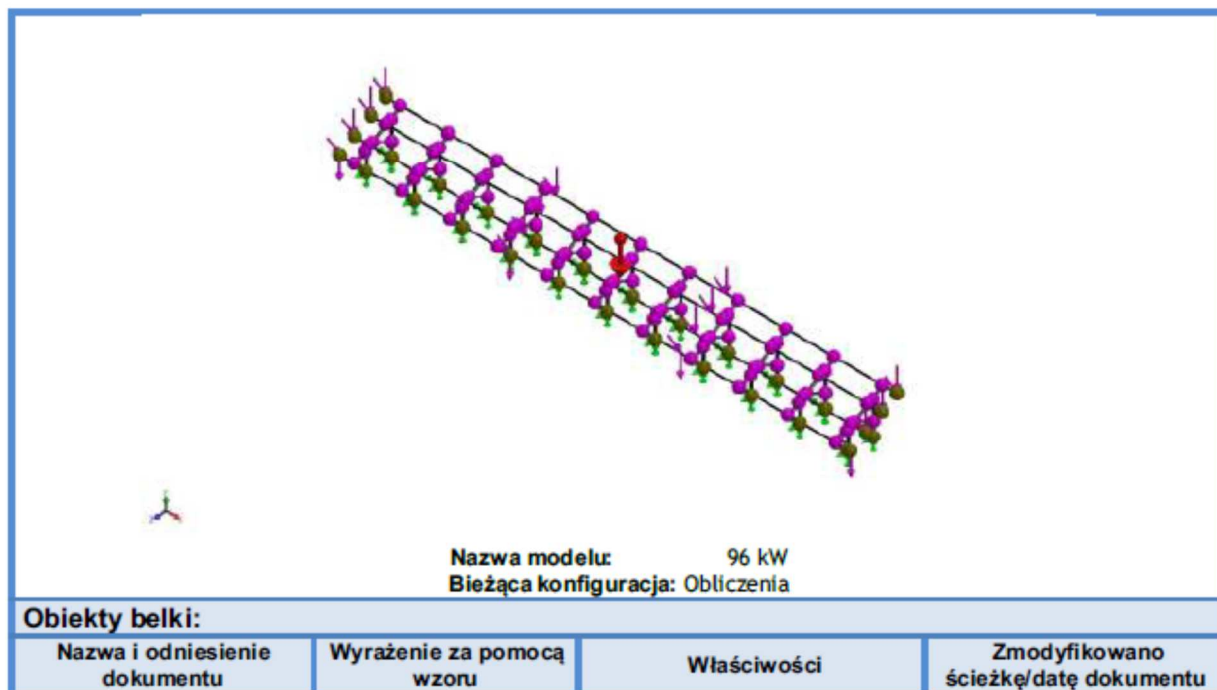 Nazwa modelu: 96 kW
Bieżąca konfiguracja: Obliczenia
Obiekty belki:
Nazwa i odniesienie dokumentu
Wyrażenie za pomocą wzoru
Właściwości
Zmodyfikowano ścieżkę/datę dokumentu